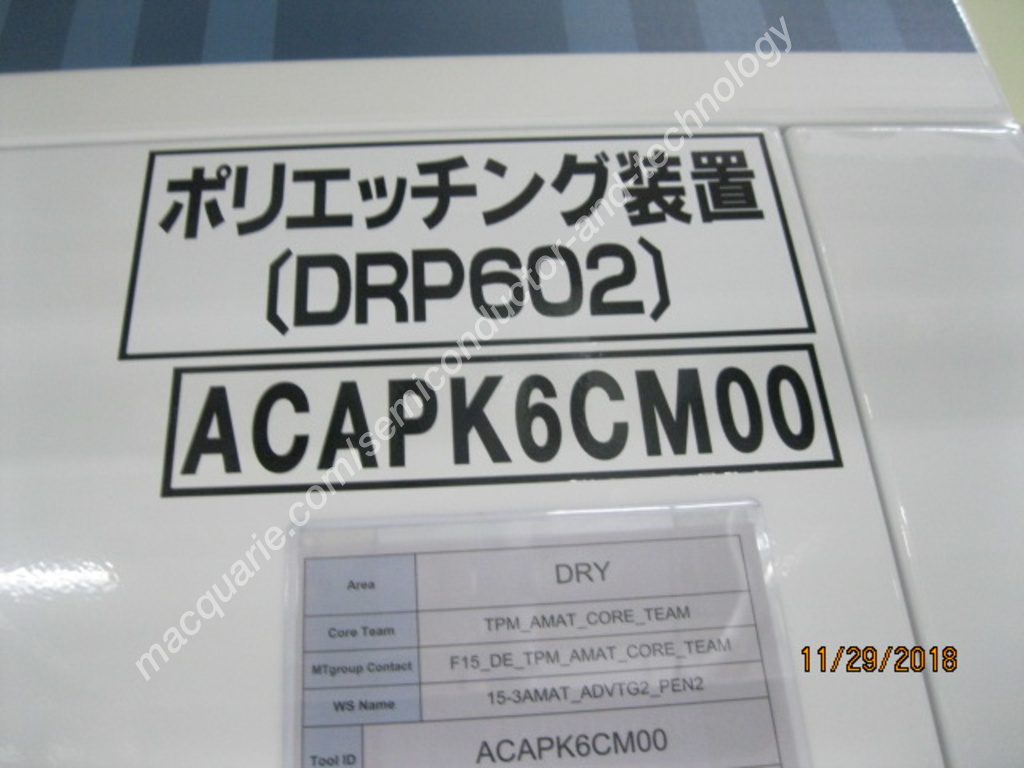 ポリエッチング装置
(DRP602)
ACAPK6CM00
Area DRY
Core Team TPM_AMAT_CORE_TEAM
MTgroup Contact F15_DE_TPM_AMAT_CORE_TEAM
WS Name 15-3AMAT_ADVTG2_PEN2
Tool ID ACAPK6CM00
11/29/2018
macquarie.com/semiconductor-and-technology